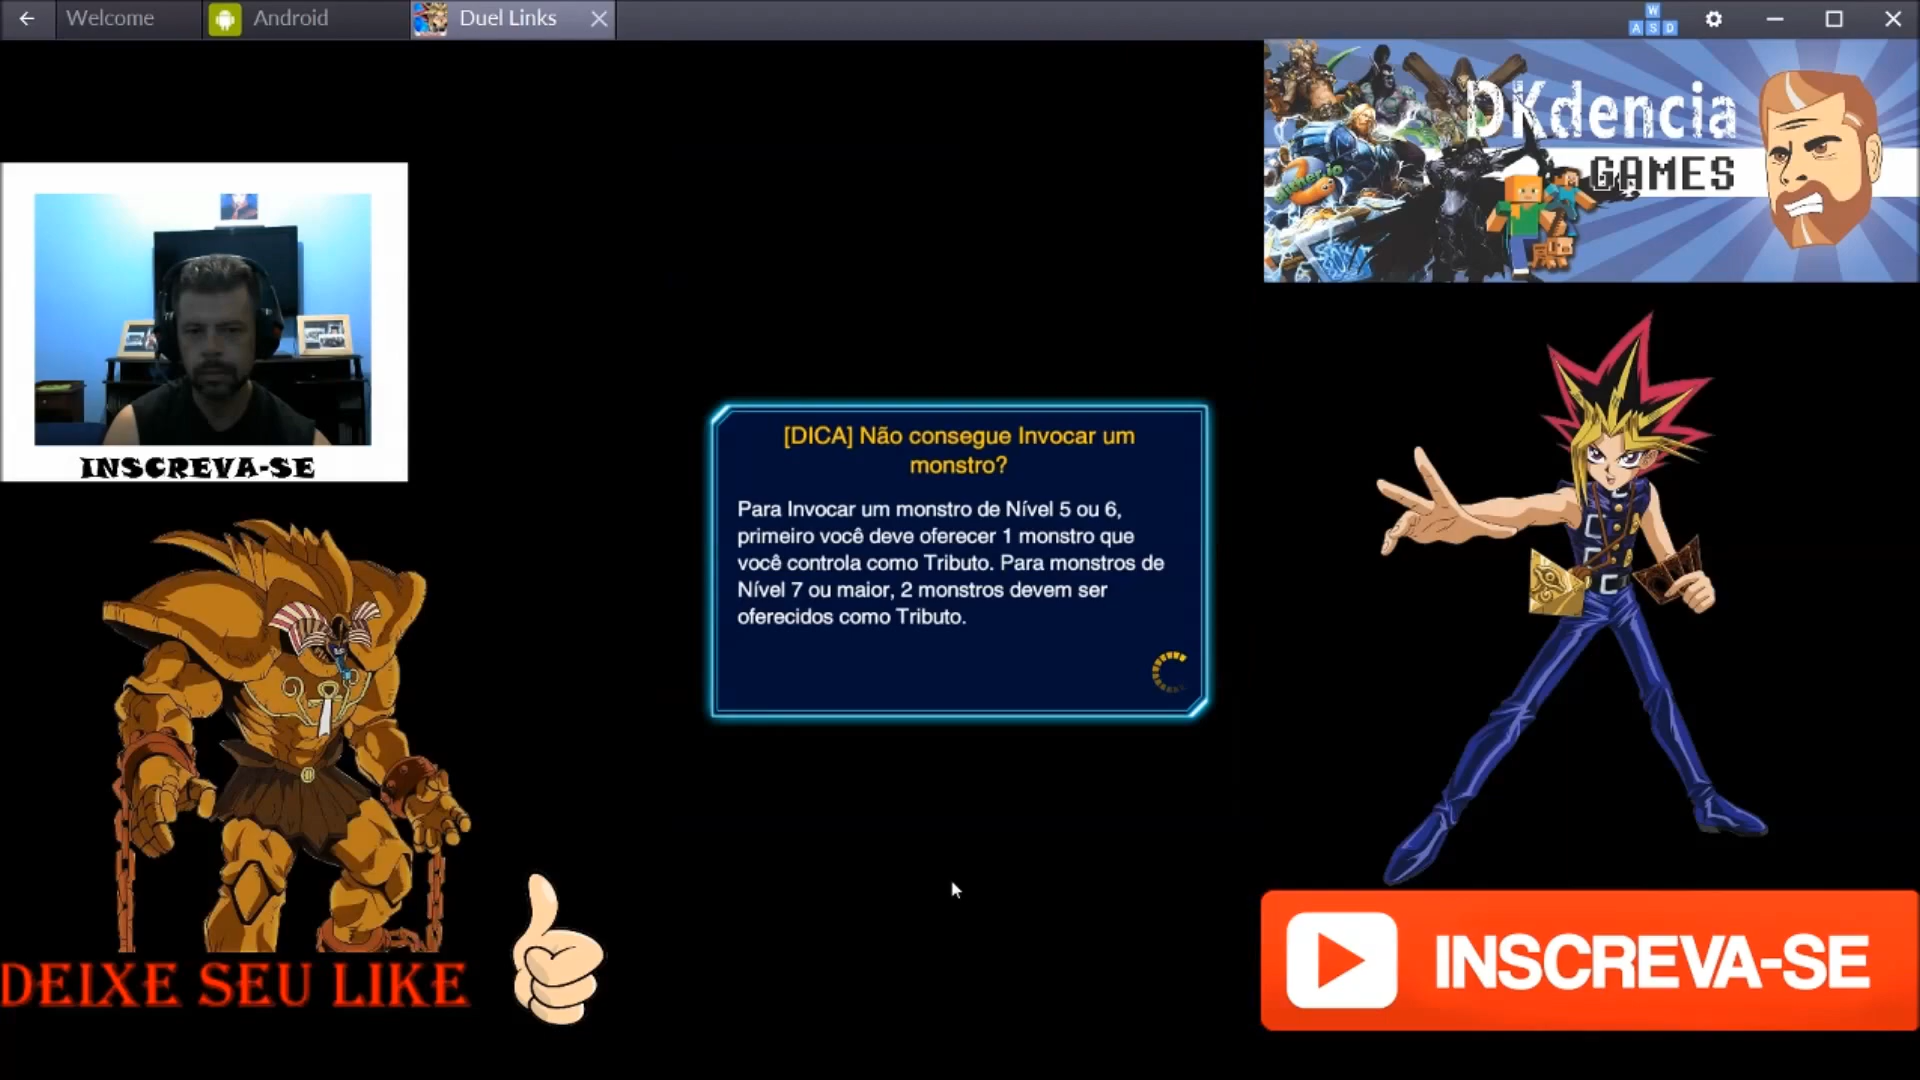 Welcome
Android
Duel Links
W
A S D
DKdencia
GAMES
slither.io
INSCREVA-SE
[DICA] Não consegue Invocar um
monstro?
Para Invocar um monstro de Nível 5 ou 6,
primeiro você deve oferecer 1 monstro que
você controla como Tributo. Para monstros de
Nível 7 ou maior, 2 monstros devem ser
oferecidos como Tributo.
DEIXE SEU LIKE
INSCREVA-SE